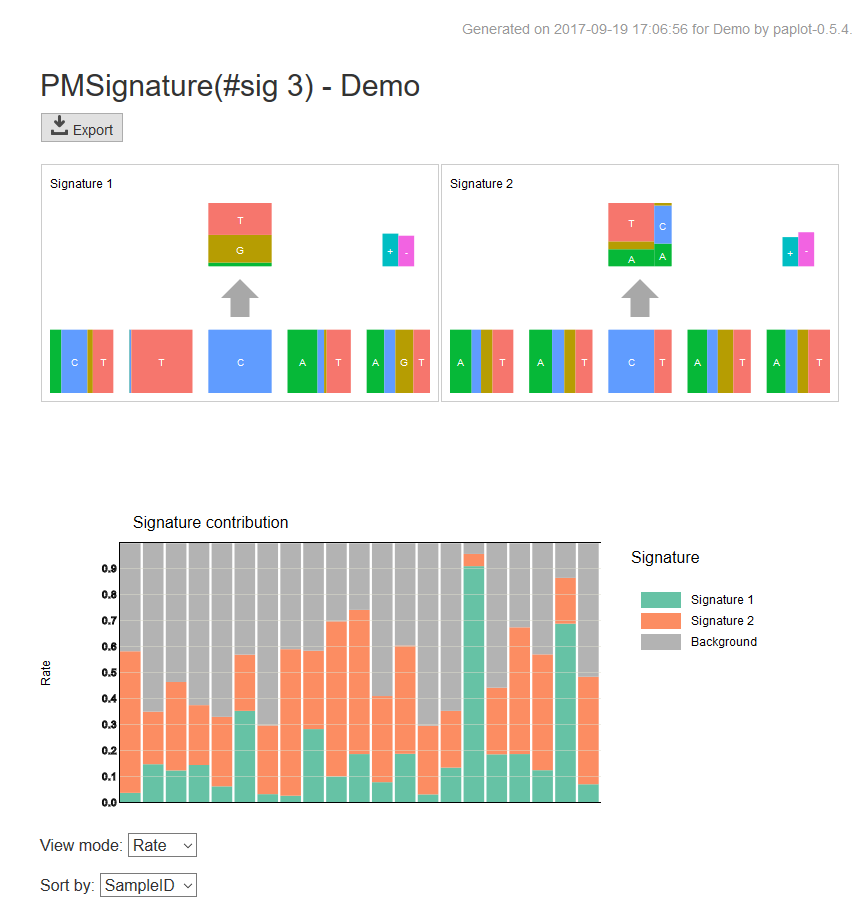 Generated on 2017-09-19 17:06:56 for Demo by paplot-0.5.4.
PMSignature(#sig 3) - Demo
Export
Signature 1
T
G
+ -
C T T C A T A G T
Signature 2
T C
A A
+ -
A T A T C T A T A T
Signature contribution
0.9
0.8
0.7
0.6
0.5
0.4
0.3
0.2
0.1
0.0
Rate
Signature
Signature 1
Signature 2
Background
View mode: Rate
Sort by: SampleID